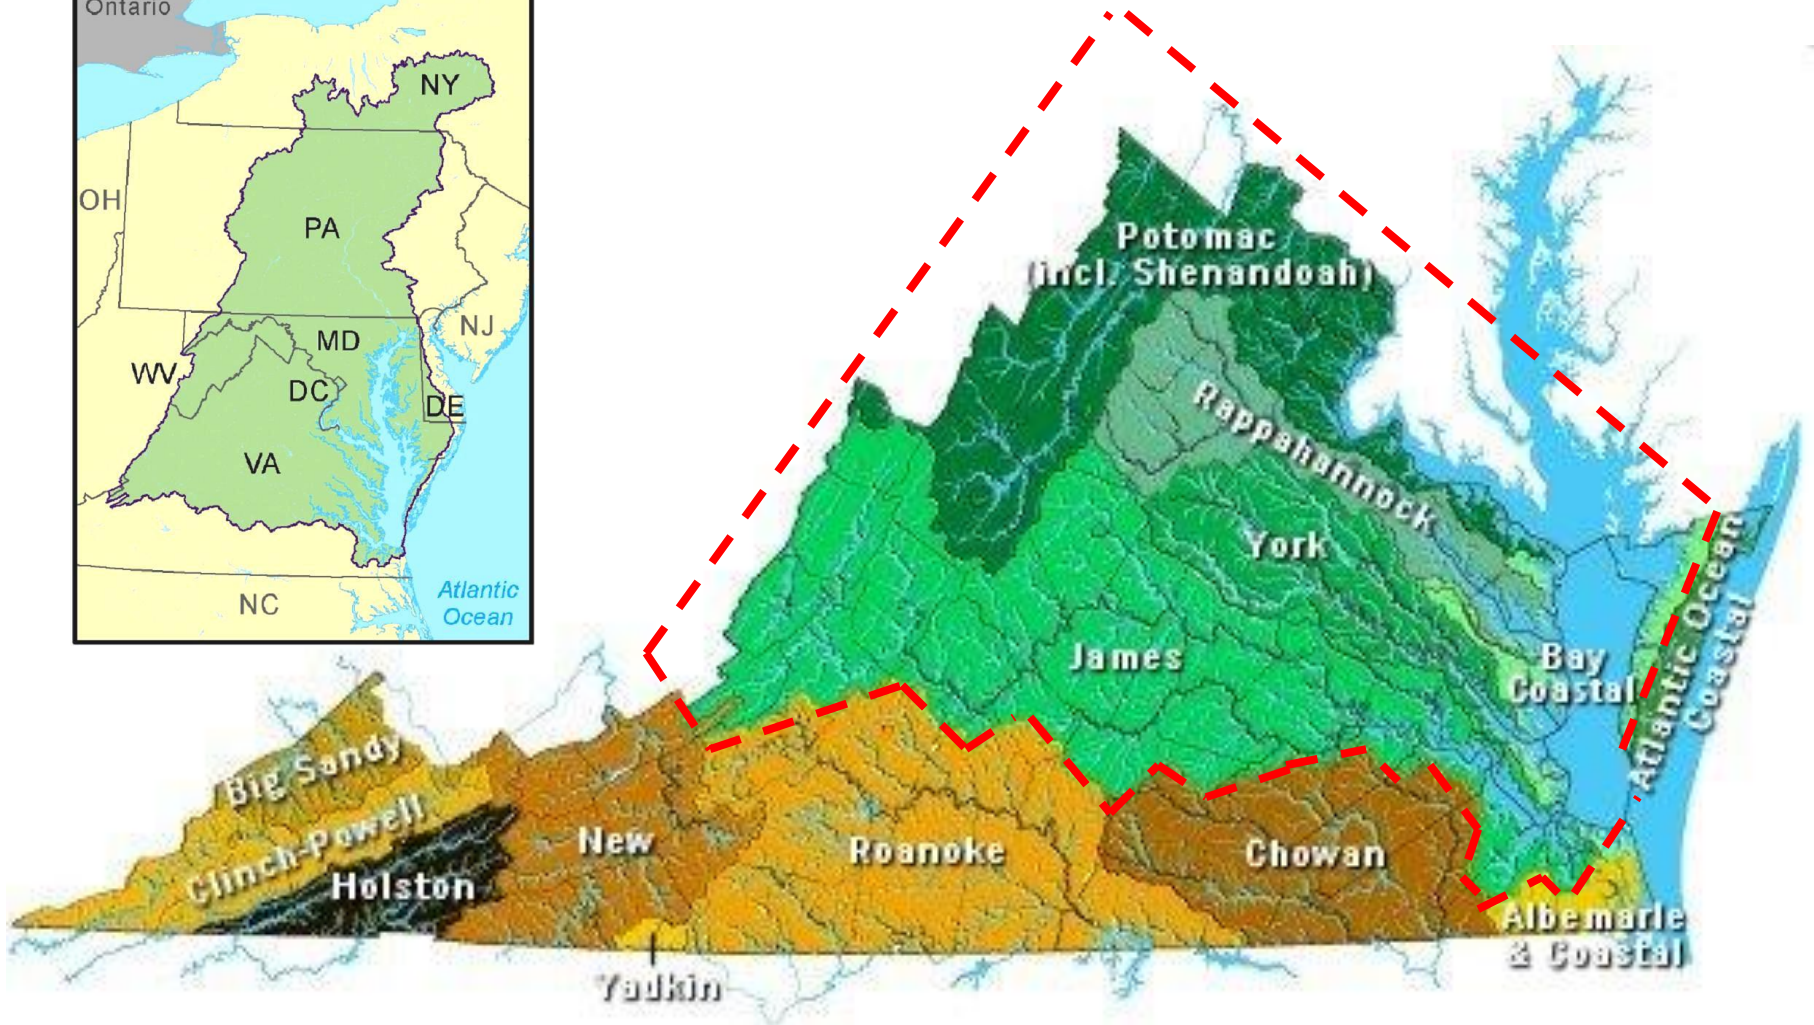 Ontario
NY
OH
PA
NJ
MD
WV
DC
DE
VA
NC
Atlantic
Ocean
Potomac
(incl. Shenandoah)
Rappahannock
York
James
Bay
Coastal
Atlantic Ocean
Coastal
Big Sandy
Clinch-Powell
Holston
New
Roanoke
Chowan
Albemarle
& Coastal
Yadkin